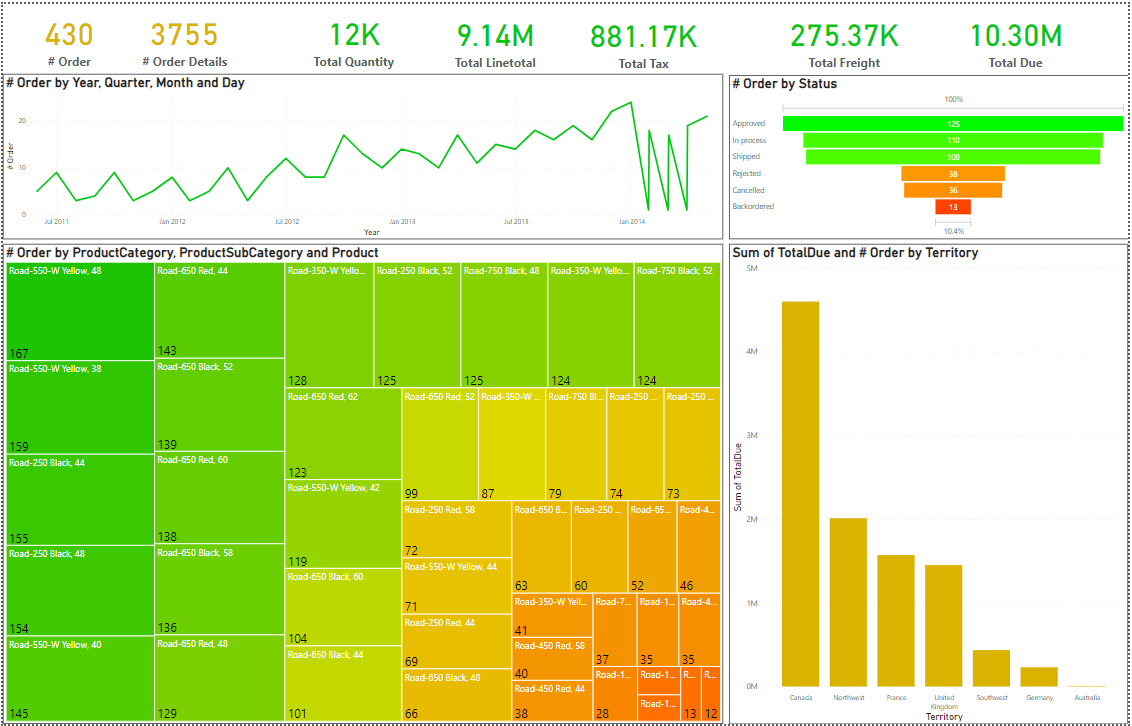 430
# Order
3755
# Order Details
12K
Total Quantity
9.14M
Total Linetotal
881.17K
Total Tax
275.37K
Total Freight
10.30M
Total Due
# Order by Year, Quarter, Month and Day
# Order
20
10
0
Jul 2011
Jan 2012
Jul 2012
Jan 2013
Jul 2013
Jan 2014
Year
# Order by Status
100%
Approved
125
In process
110
Shipped
108
Rejected
38
Cancelled
36
Backordered
13
10.4%
# Order by ProductCategory, ProductSubCategory and Product
Road-550-W Yellow, 48
167
Road-550-W Yellow, 38
159
Road-250 Black, 44
155
Road-250 Black, 48
154
Road-550-W Yellow, 40
145
Road-650 Red, 44
143
Road-650 Black, 52
139
Road-650 Red, 60
138
Road-650 Black, 58
136
Road-650 Red, 48
129
Road-350-W Yello...
128
Road-250 Black, 52
125
Road-750 Black, 48
125
Road-350-W Yello...
124
Road-750 Black, 52
124
Road-650 Red, 62
123
Road-550-W Yellow, 42
119
Road-650 Black, 60
104
Road-650 Black, 44
101
Road-650 Red, 52
99
Road-350-W ...
87
Road-750 Bl...
79
Road-250 ...
74
Road-250 ...
73
Road-250 Red, 58
72
Road-550-W Yellow, 44
71
Road-250 Red, 44
69
Road-650 Black, 48
66
Road-650 B...
63
Road-250 ...
60
Road-65...
52
Road-4...
46
Road-350-W Yell...
41
Road-450 Red, 58
40
Road-450 Red, 44
38
Road-7...
37
Road-1...
35
Road-4...
35
Road-1...
28
Road-1...
Road-1...
R...
13
R...
12
Sum of TotalDue and # Order by Territory
Sum of TotalDue
5M
4M
3M
2M
1M
0M
Canada
Northwest
France
United
Kingdom
Southwest
Germany
Australia
Territory